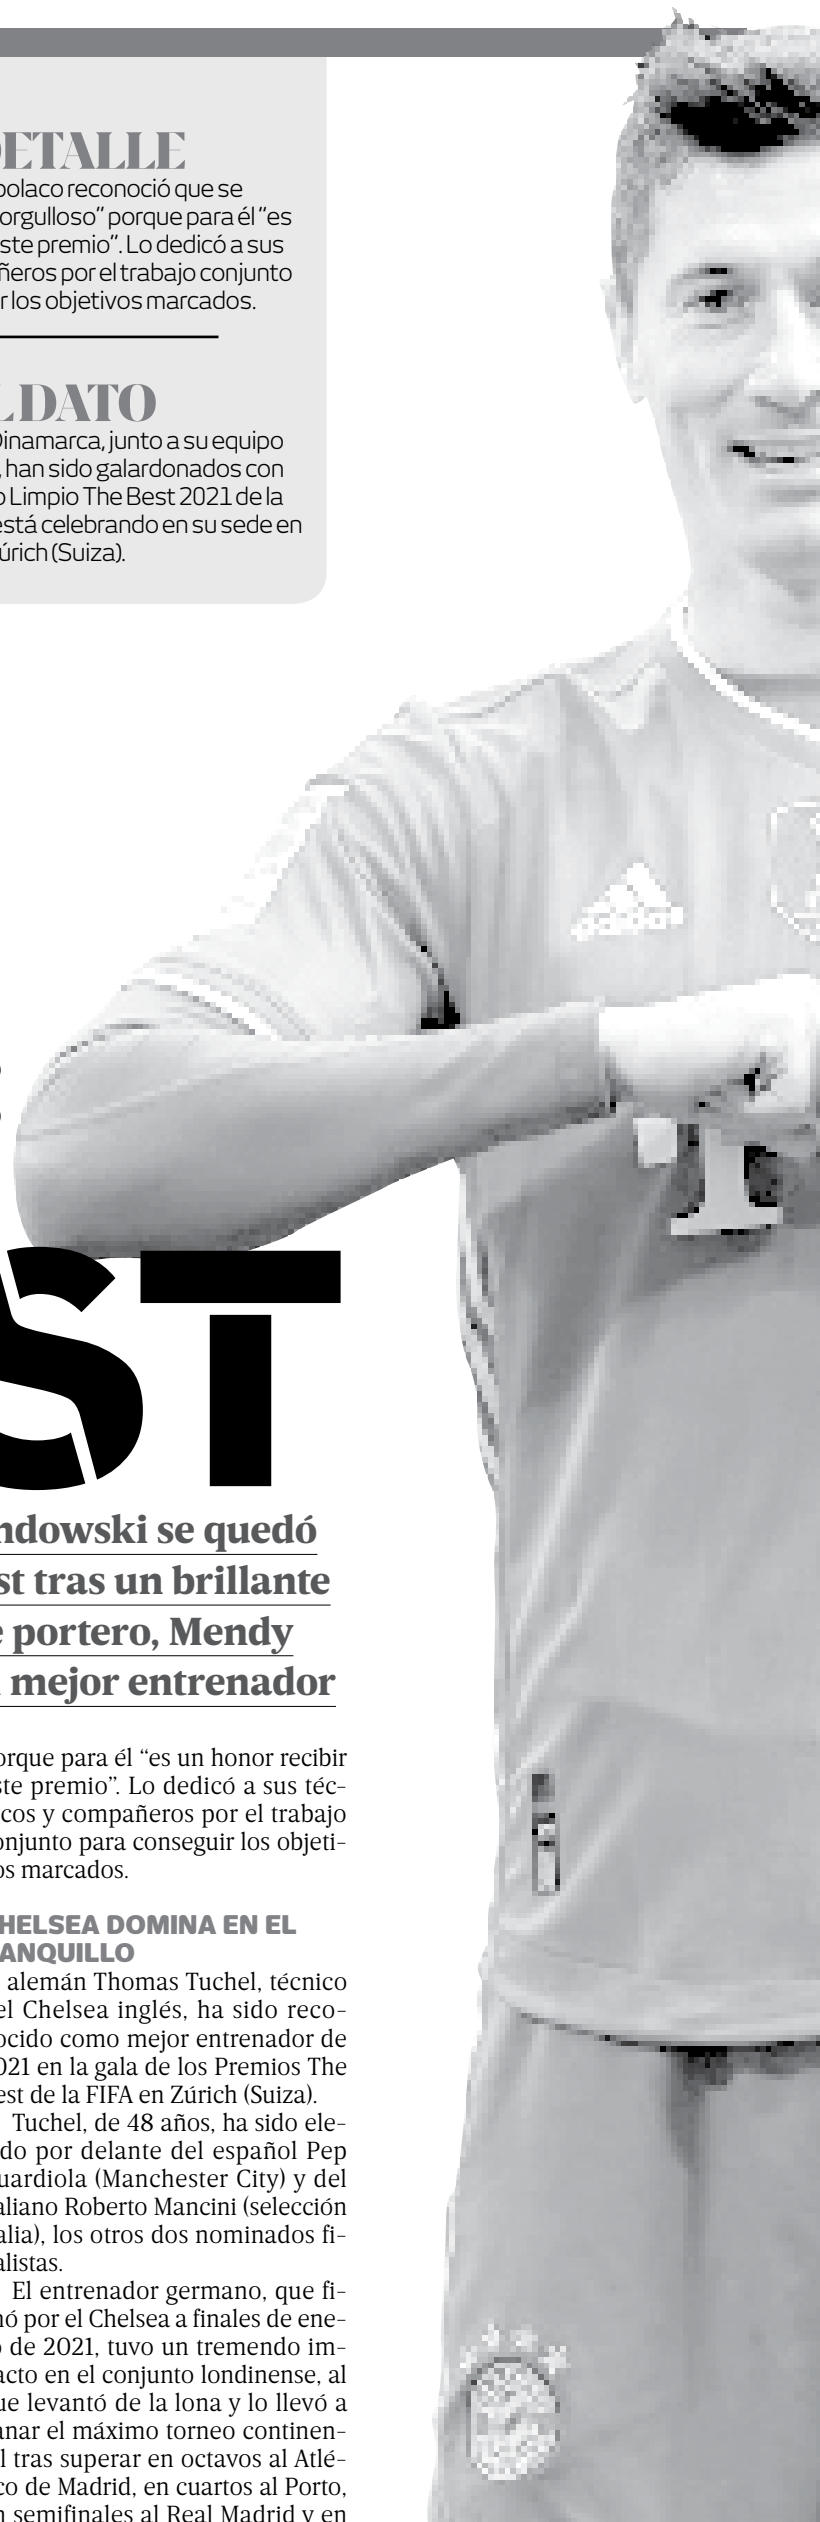 DETALLE
polaco reconoció que se
orgulloso” porque para él “es
ste premio”. Lo dedicó a sus
ñeros por el trabajo conjunto
r los objetivos marcados.
L DATO
Dinamarca, junto a su equipo
, han sido galardonados con
o Limpio The Best 2021 de la
está celebrando en su sede en
úrich (Suiza).
adidas
ST
ndowski se quedó
st tras un brillante
e portero, Mendy
mejor entrenador
orque para él “es un honor recibir
ste premio”. Lo dedicó a sus téc-
cos y compañeros por el trabajo
onjunto para conseguir los objeti-
os marcados.
HELSEA DOMINA EN EL
ANQUILLO
alemán Thomas Tuchel, técnico
el Chelsea inglés, ha sido reco-
ocido como mejor entrenador de
021 en la gala de los Premios The
est de la FIFA en Zúrich (Suiza).
Tuchel, de 48 años, ha sido ele-
do por delante del español Pep
uardiola (Manchester City) y del
aliano Roberto Mancini (selección
alia), los otros dos nominados fi-
alistas.
El entrenador germano, que fi-
mó por el Chelsea a finales de ene-
o de 2021, tuvo un tremendo im-
acto en el conjunto londinense, al
ue levantó de la lona y lo llevó a
anar el máximo torneo continen-
l tras superar en octavos al Atlé-
co de Madrid, en cuartos al Porto,
n semifinales al Real Madrid y en